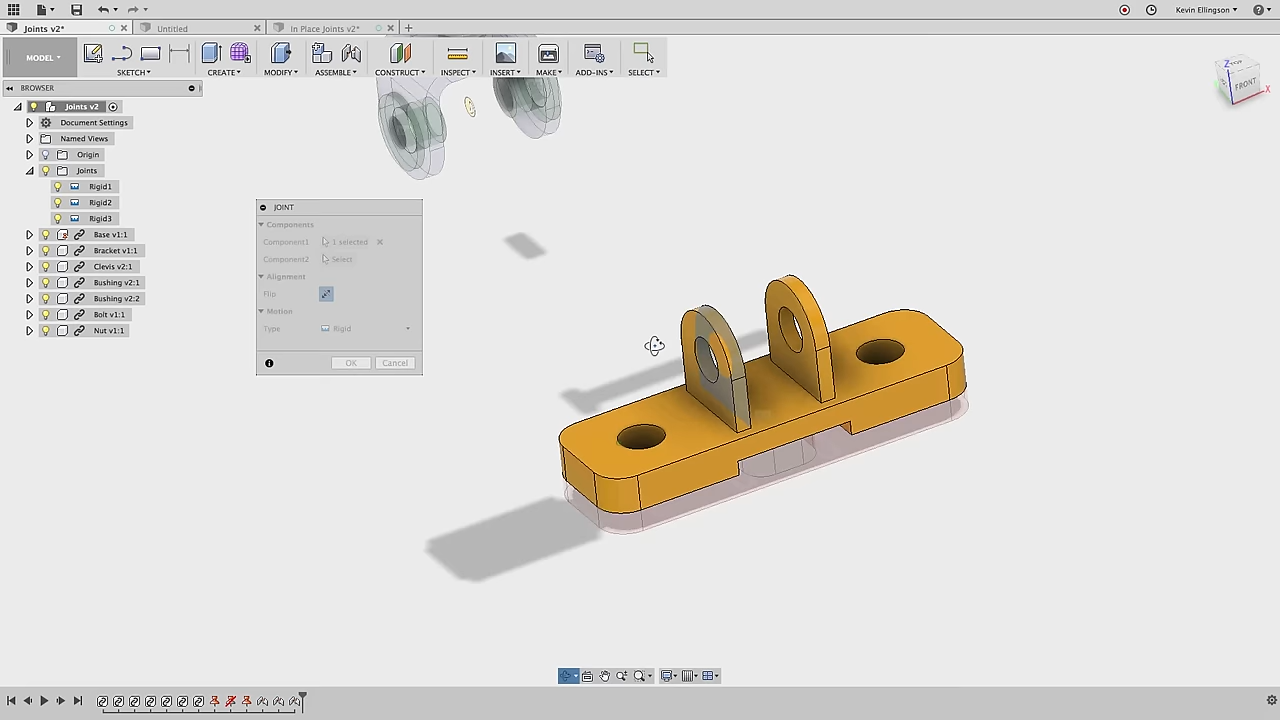 Kevin Ellingson
Joints v2*
Untitled
In Place Joints v2*
MODEL
SKETCH
CREATE
MODIFY
ASSEMBLE
CONSTRUCT
INSPECT
INSERT
MAKE
ADD-INS
SELECT
BROWSER
Joints v2
Document Settings
Named Views
Origin
Joints
Rigid1
Rigid2
Rigid3
Base v1:1
Bracket v1:1
Clevis v2:1
Bushing v2:1
Bushing v2:2
Bolt v1:1
Nut v1:1
JOINT
Components
Component1 1 selected
Component2 Select
Alignment
Flip
Motion
Type Rigid
OK Cancel
Z
X
FRONT